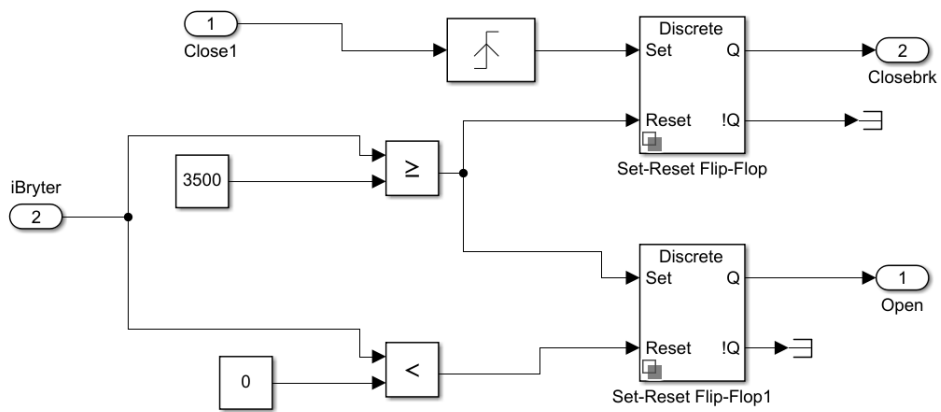 1
Close1
Discrete
Set
Q
Reset
!Q
Set-Reset Flip-Flop
2
Closebrk
iBryter
2
3500
≥
0
<
Discrete
Set
Q
Reset
!Q
Set-Reset Flip-Flop1
1
Open